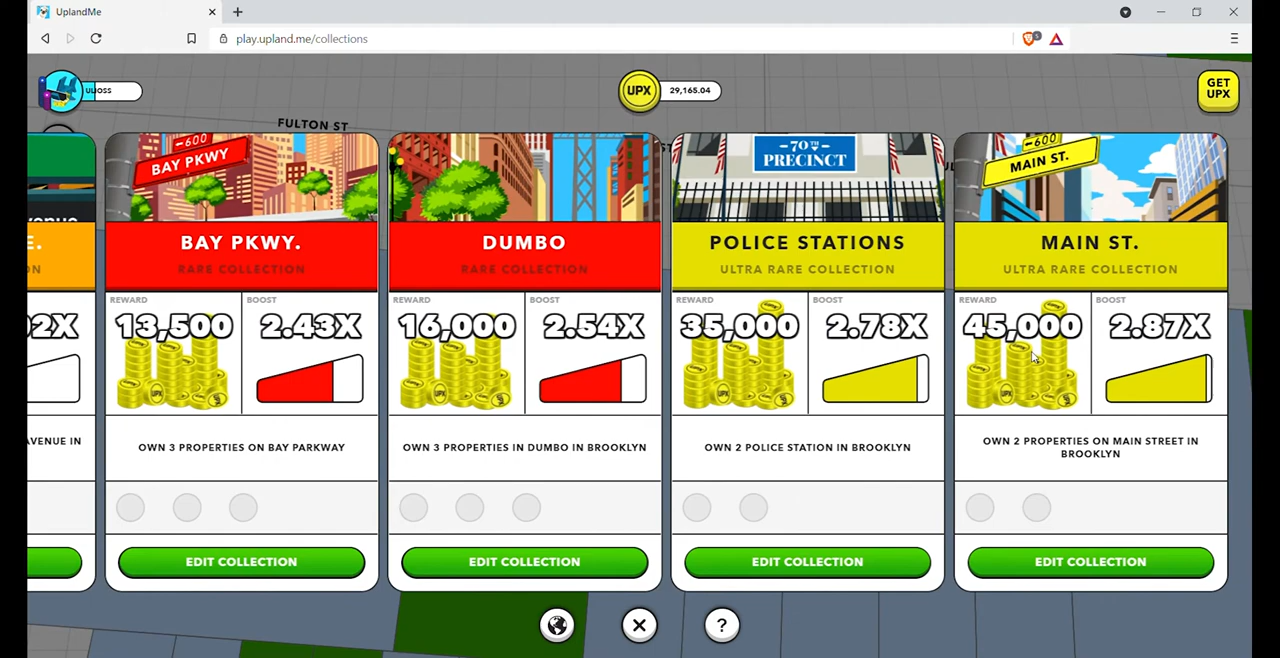 UplandMe
play.upland.me/collections
5
UPX
29,165.04
GET
UPX
FULTON ST
-600
BAY PKWY
BAY PKWY.
RARE COLLECTION
REWARD
13,500
BOOST
2.43X
OWN 3 PROPERTIES ON BAY PARKWAY
EDIT COLLECTION
DUMBO
RARE COLLECTION
REWARD
16,000
BOOST
2.54X
OWN 3 PROPERTIES IN DUMBO IN BROOKLYN
EDIT COLLECTION
-70TH-
PRECINCT
POLICE STATIONS
ULTRA RARE COLLECTION
REWARD
35,000
BOOST
2.78X
OWN 2 POLICE STATION IN BROOKLYN
EDIT COLLECTION
-600
MAIN ST.
MAIN ST.
ULTRA RARE COLLECTION
REWARD
45,000
BOOST
2.87X
OWN 2 PROPERTIES ON MAIN STREET IN
BROOKLYN
EDIT COLLECTION
?